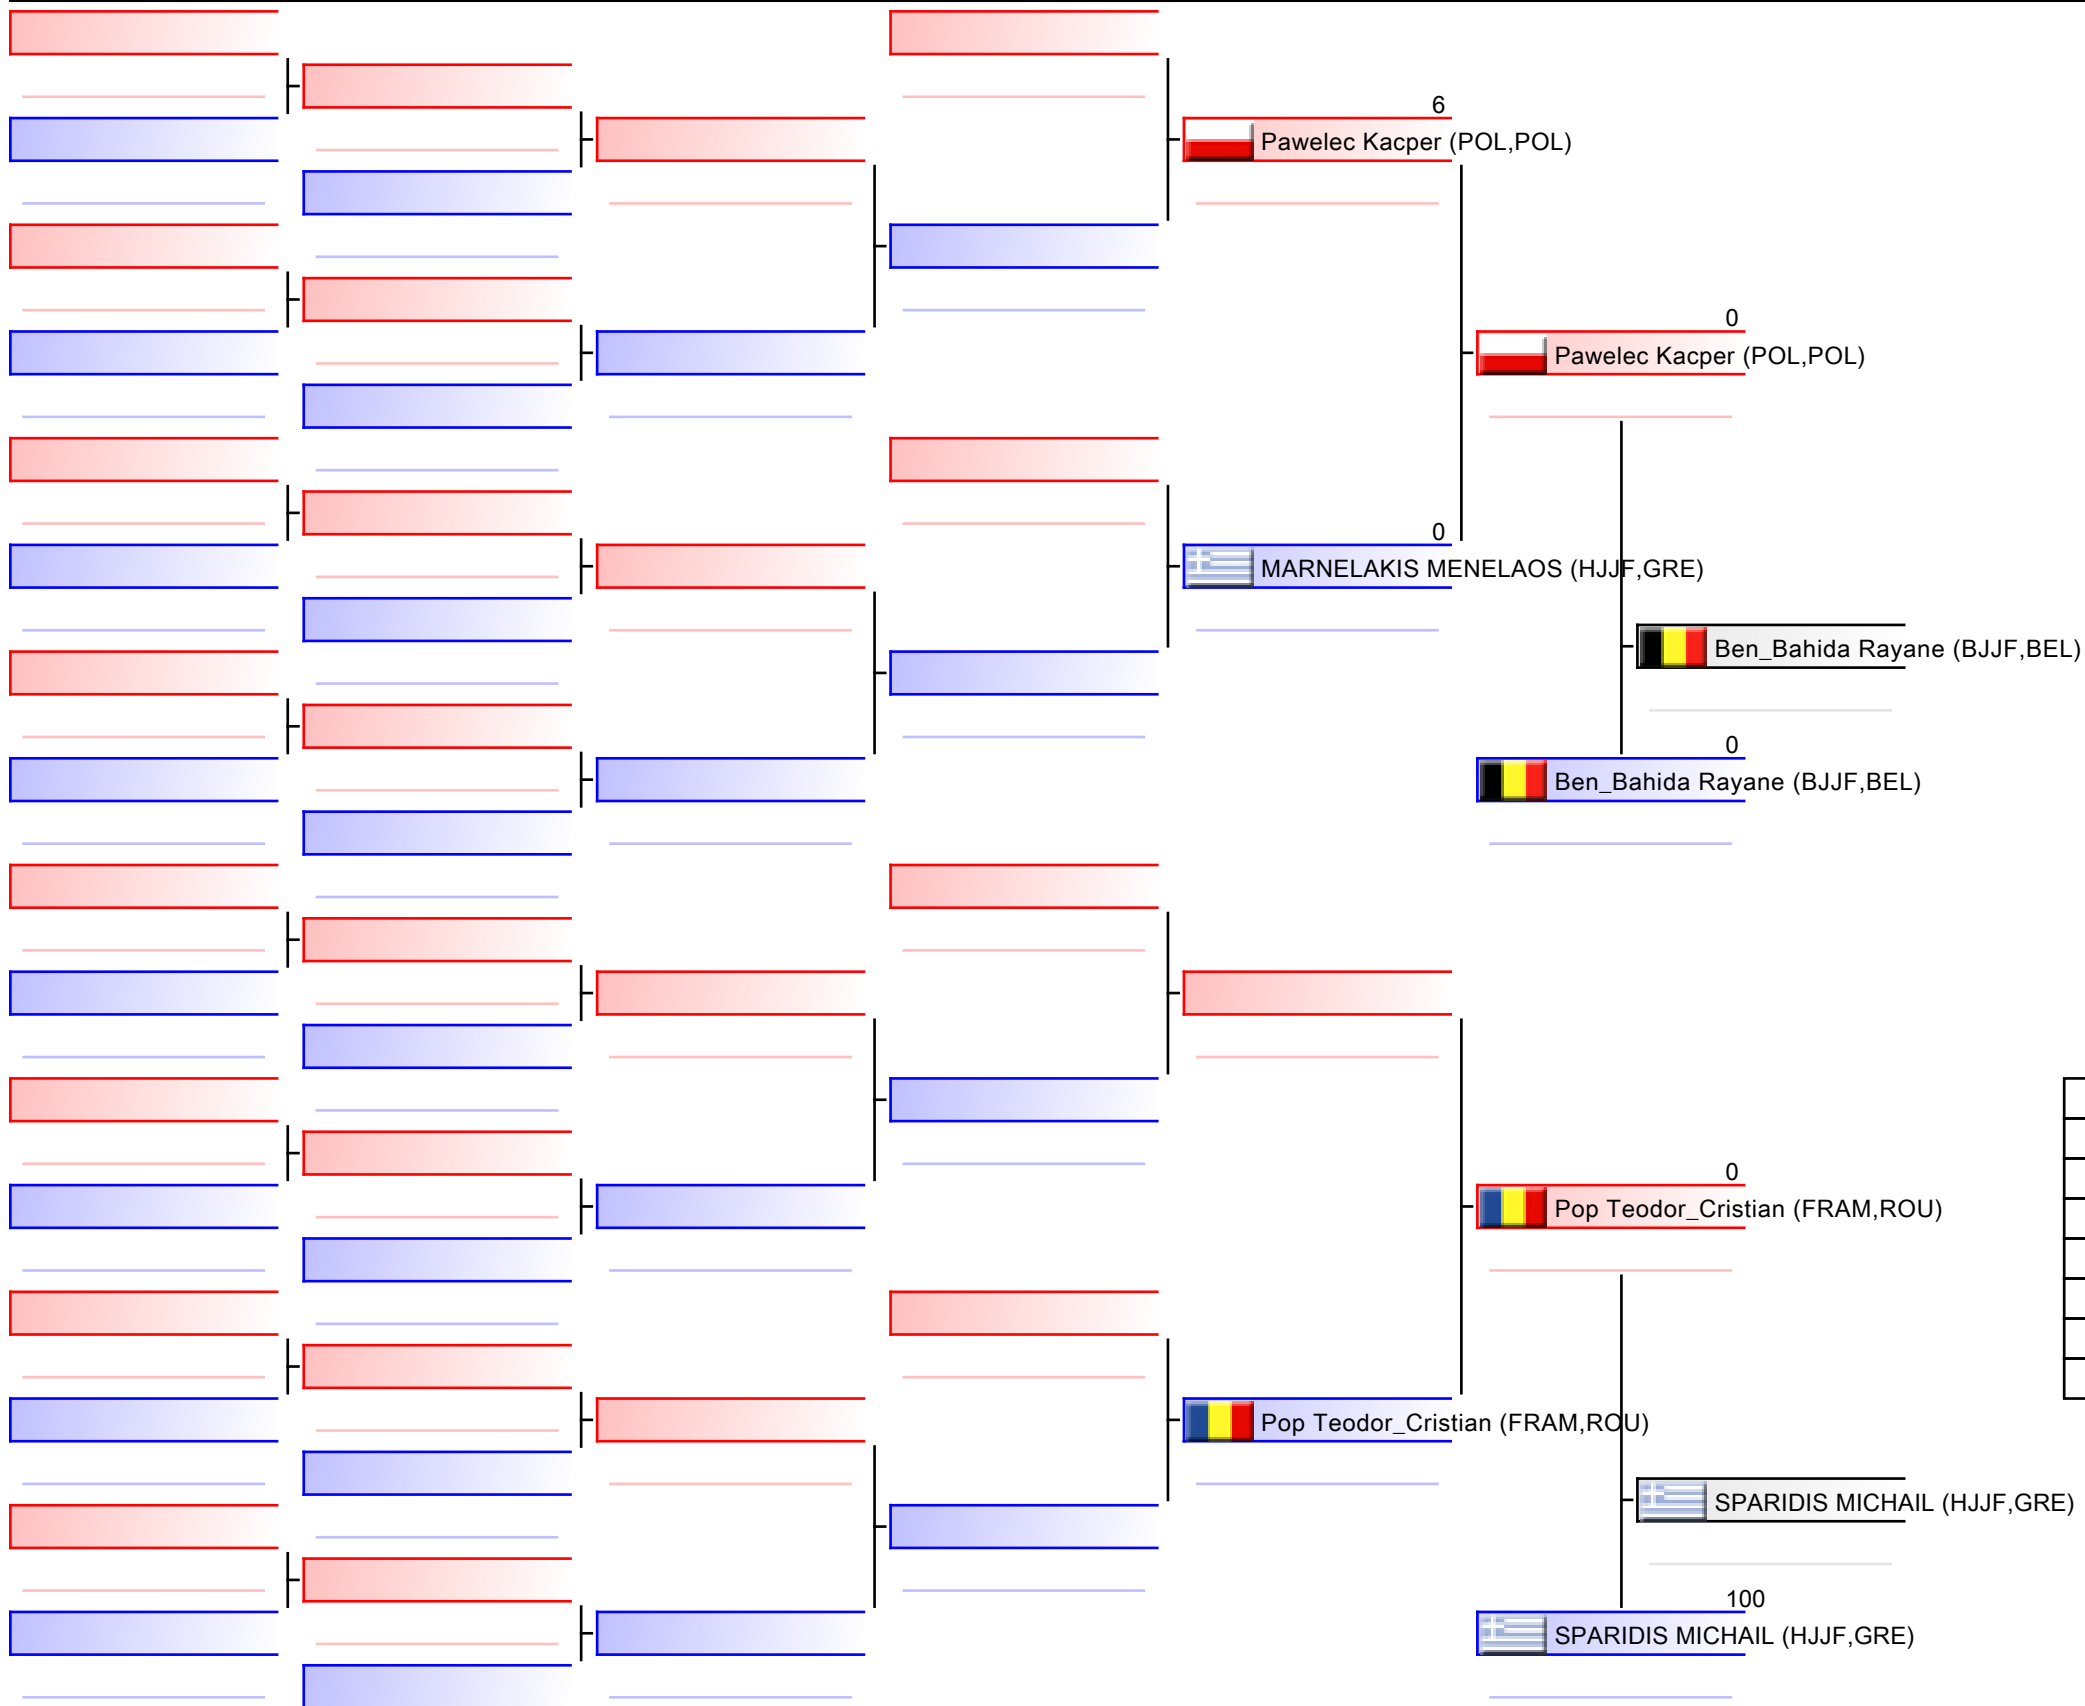 6
Pawelec Kacper (POL,POL)
0
Pawelec Kacper (POL,POL)
0
MARNELAKIS MENELAOS (HJJF,GRE)
Ben_Bahida Rayane (BJJF,BEL)
0
Ben_Bahida Rayane (BJJF,BEL)
0
Pop Teodor_Cristian (FRAM,ROU)
Pop Teodor_Cristian (FRAM,ROU)
SPARIDIS MICHAIL (HJJF,GRE)
100
SPARIDIS MICHAIL (HJJF,GRE)